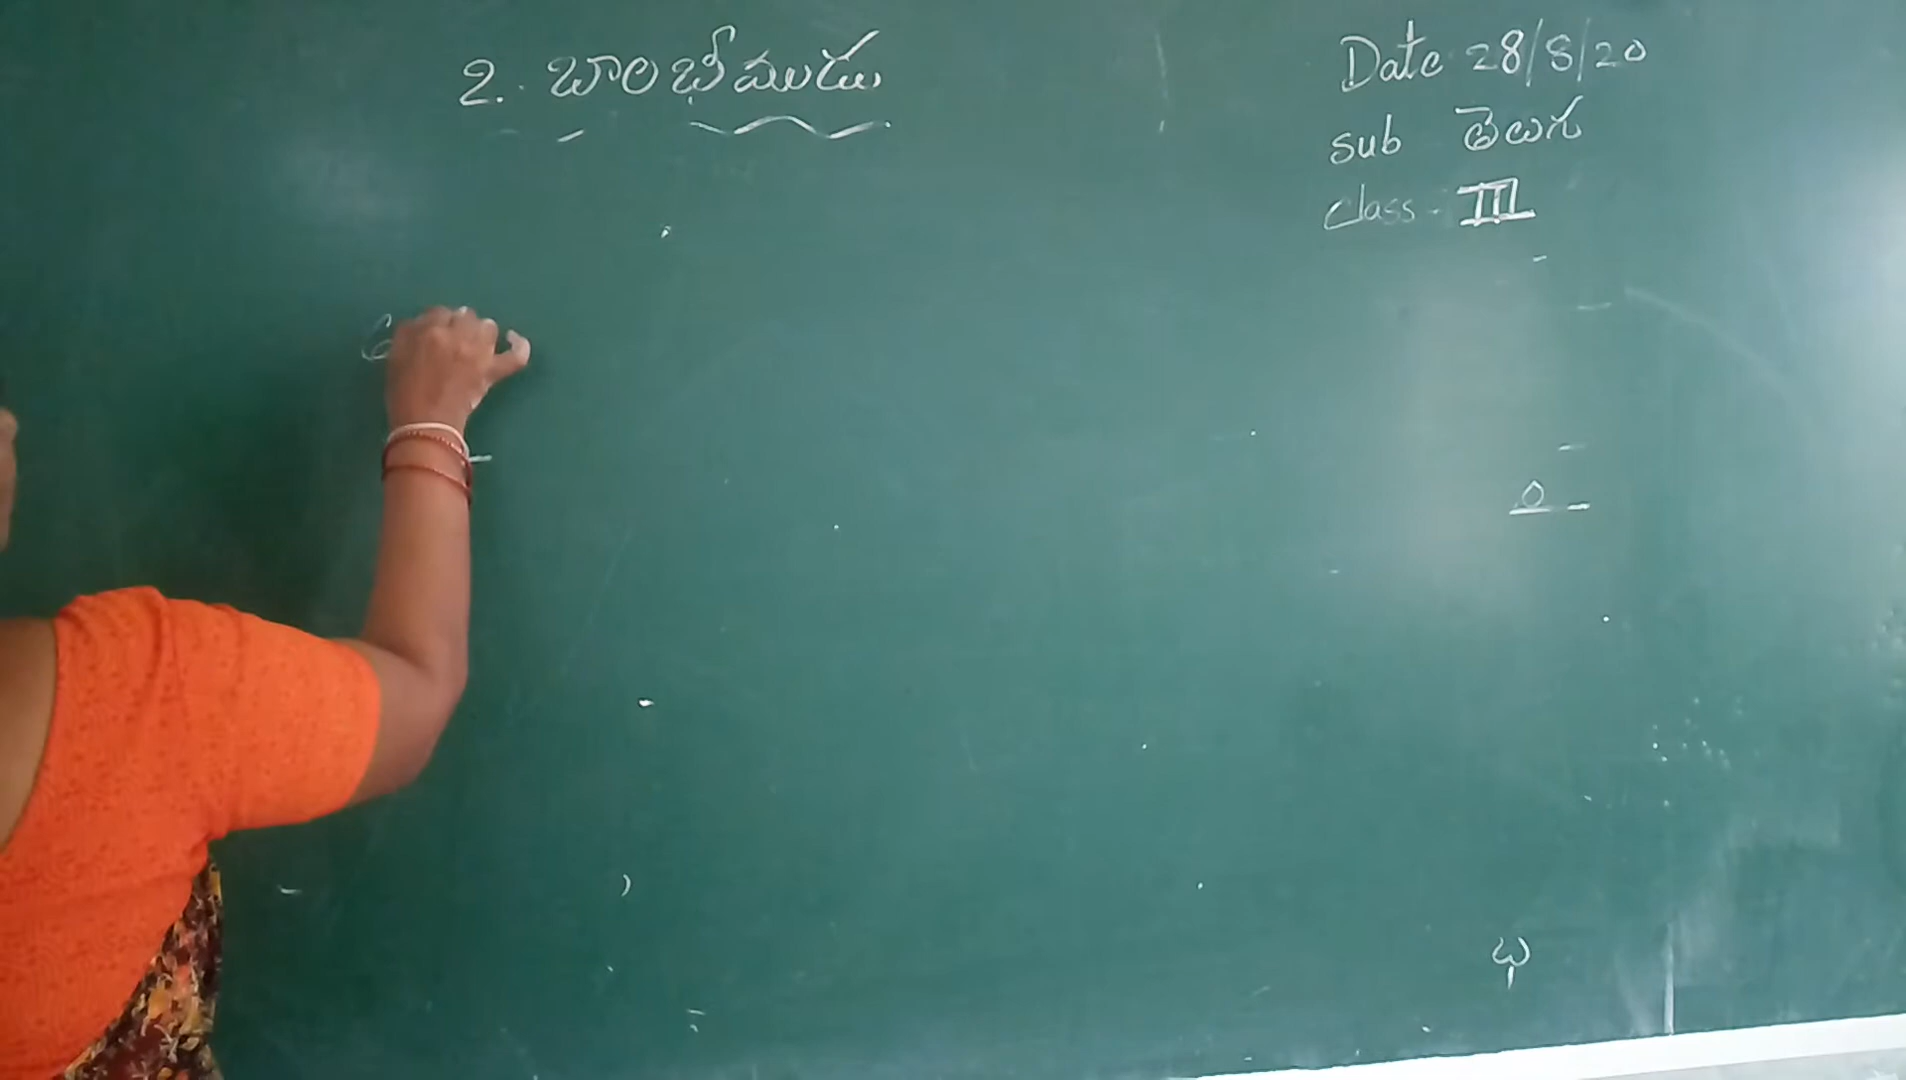 2. బాలభీముడు
Date 28/8/20
sub తెలుగు
class - III